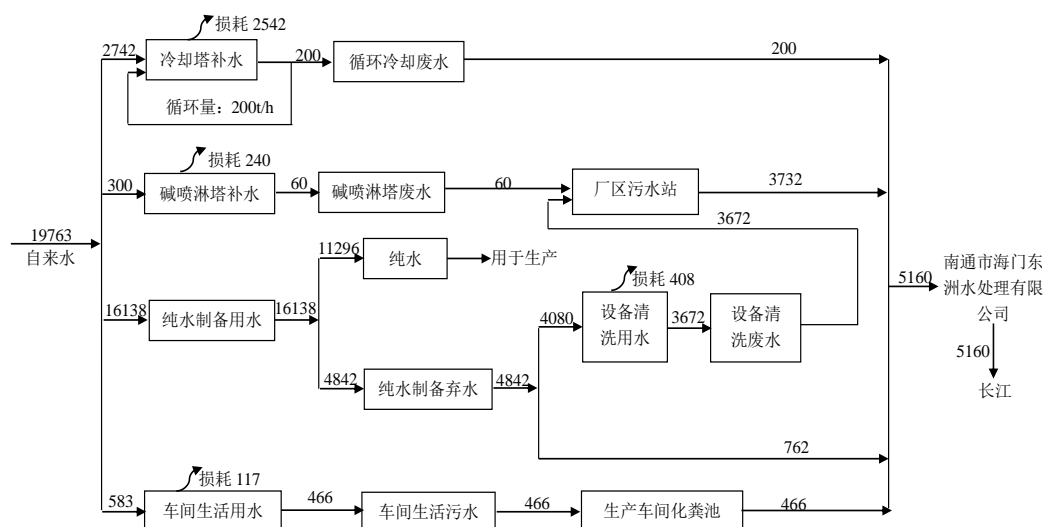 损耗 2542
2742
冷却塔补水
200
循环冷却废水
200
循环量：200t/h
损耗 240
300
碱喷淋塔补水
60
碱喷淋塔废水
60
厂区污水站
3732
3672
19763
自来水
11296
纯水
用于生产
损耗 408
16138
纯水制备用水
16138
4080
设备清
洗用水
3672
设备清
洗废水
5160
南通市海门东
洲水处理有限
公司
5160
长江
4842
纯水制备弃水
4842
762
损耗 117
583
车间生活用水
466
车间生活污水
466
生产车间化粪池
466